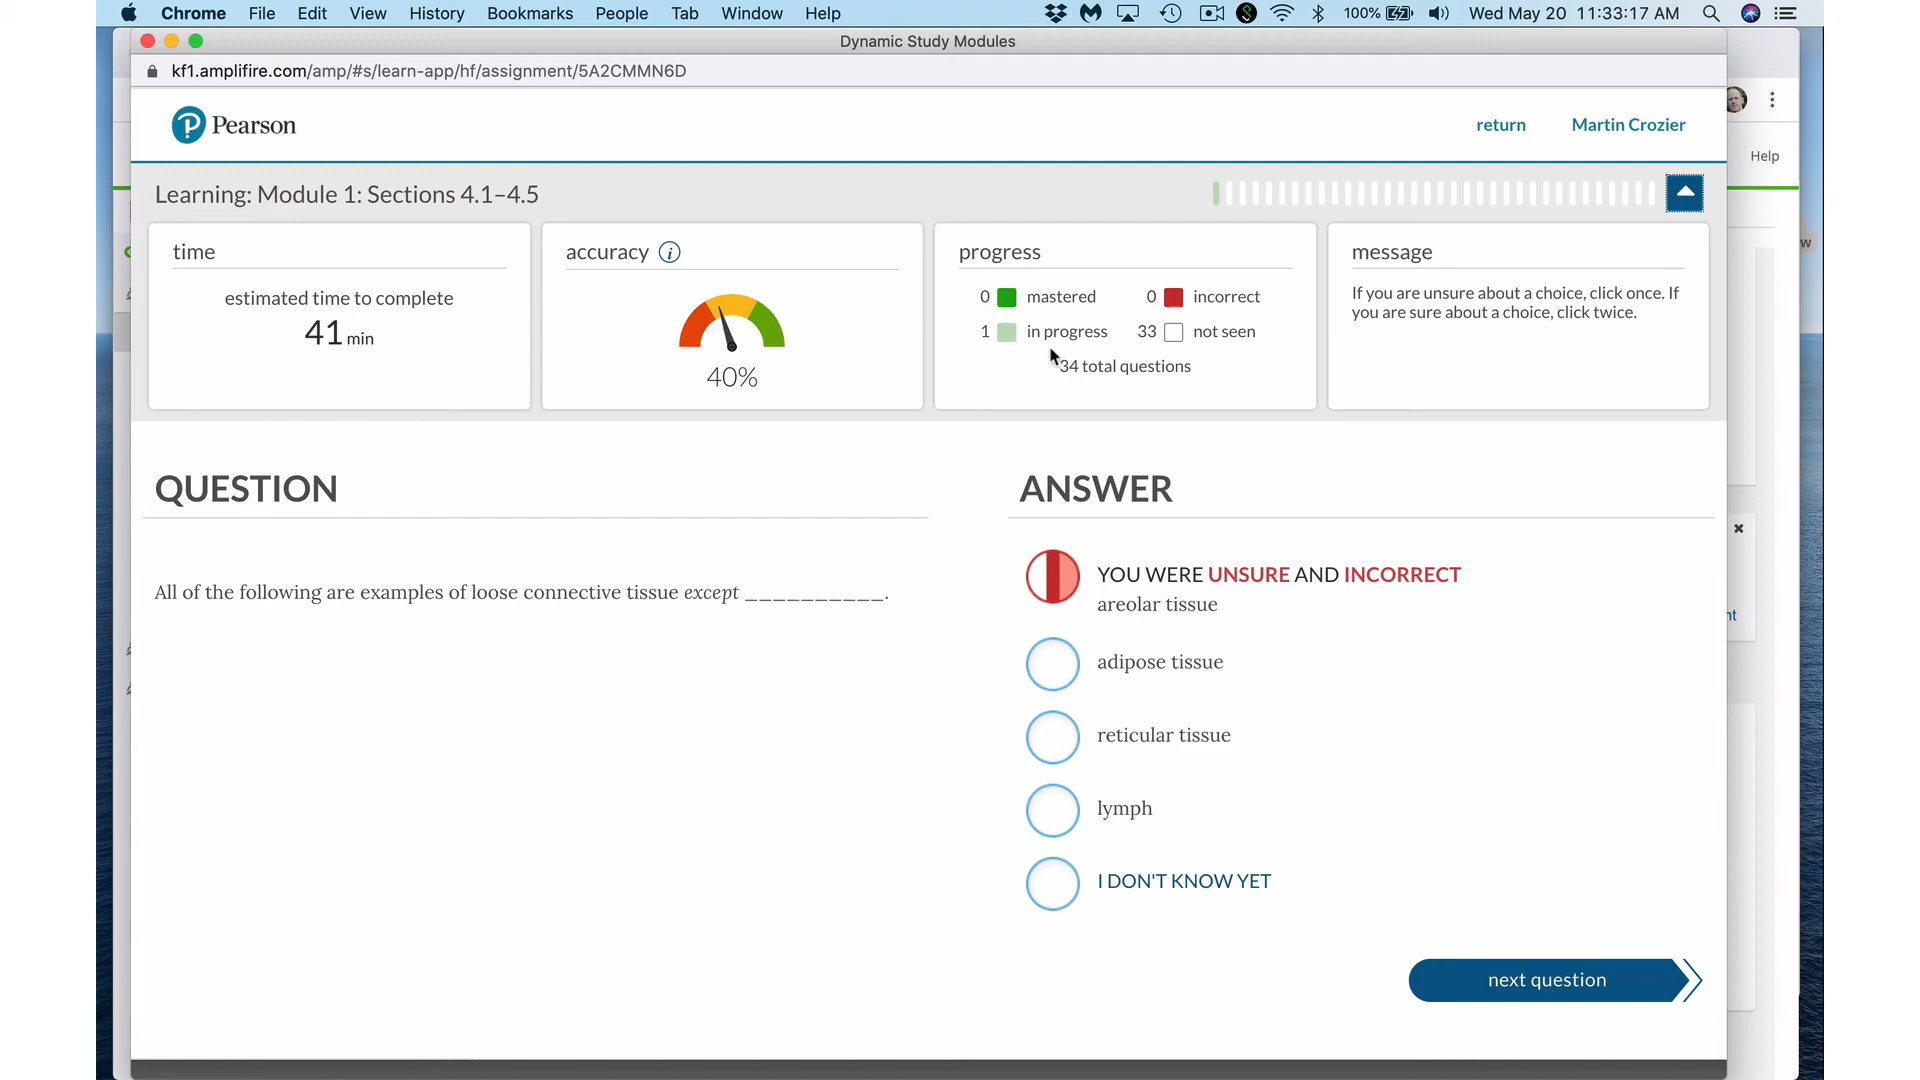 Chrome File Edit View History Bookmarks People Tab Window Help 100% Wed May 20 11:33:17 AM
Dynamic Study Modules
kf1.amplifire.com/amp/#s/learn-app/hf/assignment/5A2CMMN6D
Pearson
return Martin Crozier
Help
Learning: Module 1: Sections 4.1–4.5
time
estimated time to complete
41 min
accuracy i
40%
progress
0 mastered 0 incorrect
1 in progress 33 not seen
34 total questions
message
If you are unsure about a choice, click once. If
you are sure about a choice, click twice.
w
QUESTION
All of the following are examples of loose connective tissue except __________.
ANSWER
YOU WERE UNSURE AND INCORRECT
areolar tissue
nt
adipose tissue
reticular tissue
lymph
I DON'T KNOW YET
next question